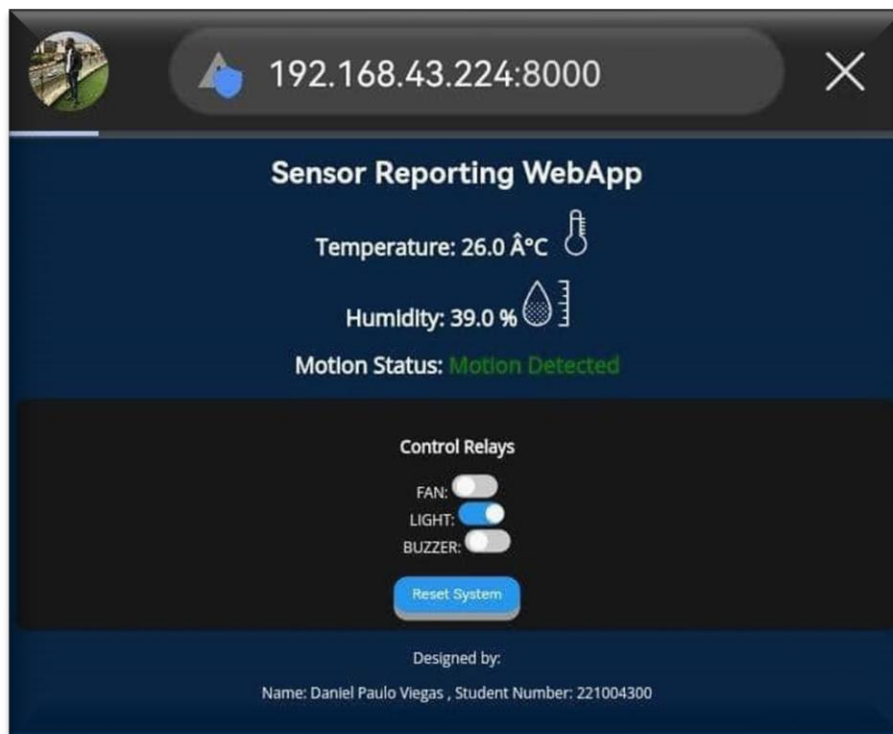 192.168.43.224:8000
Sensor Reporting WebApp
Temperature: 26.0 Â°C
Humidity: 39.0 %
Motion Status: Motion Detected
Control Relays
FAN:
LIGHT:
BUZZER:
Reset System
Designed by:
Name: Daniel Paulo Viegas , Student Number: 221004300